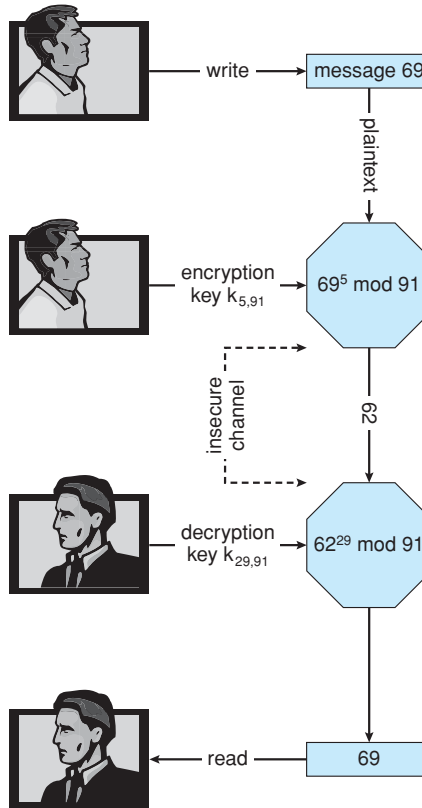 write
message 69
plaintext
encryption
key k₅,₉₁
69⁵ mod 91
insecure
channel
62
decryption
key k₂₉,₉₁
62²⁹ mod 91
read
69